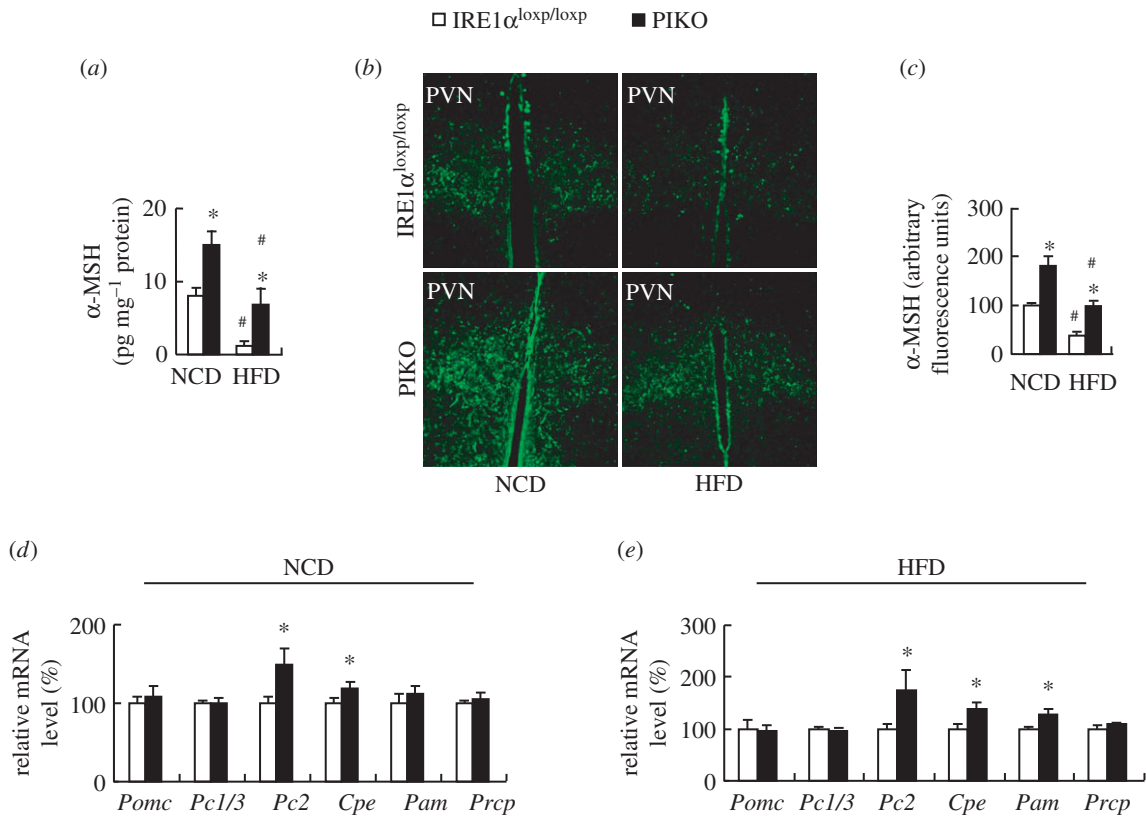 □ IRE1α^loxp/loxp ■ PIKO
(a)
(b)
(c)
α-MSH
(pg mg⁻¹ protein)
20
10
0
*
#
#
*
NCD HFD
IRE1α^loxp/loxp
PIKO
PVN PVN
PVN PVN
NCD HFD
α-MSH (arbitrary
fluorescence units)
300
200
100
0
*
#
#
*
NCD HFD
(d)
NCD
relative mRNA
level (%)
200
100
0
* *
Pomc Pc1/3 Pc2 Cpe Pam Prcp
(e)
HFD
relative mRNA
level (%)
300
200
100
0
* * *
Pomc Pc1/3 Pc2 Cpe Pam Prcp